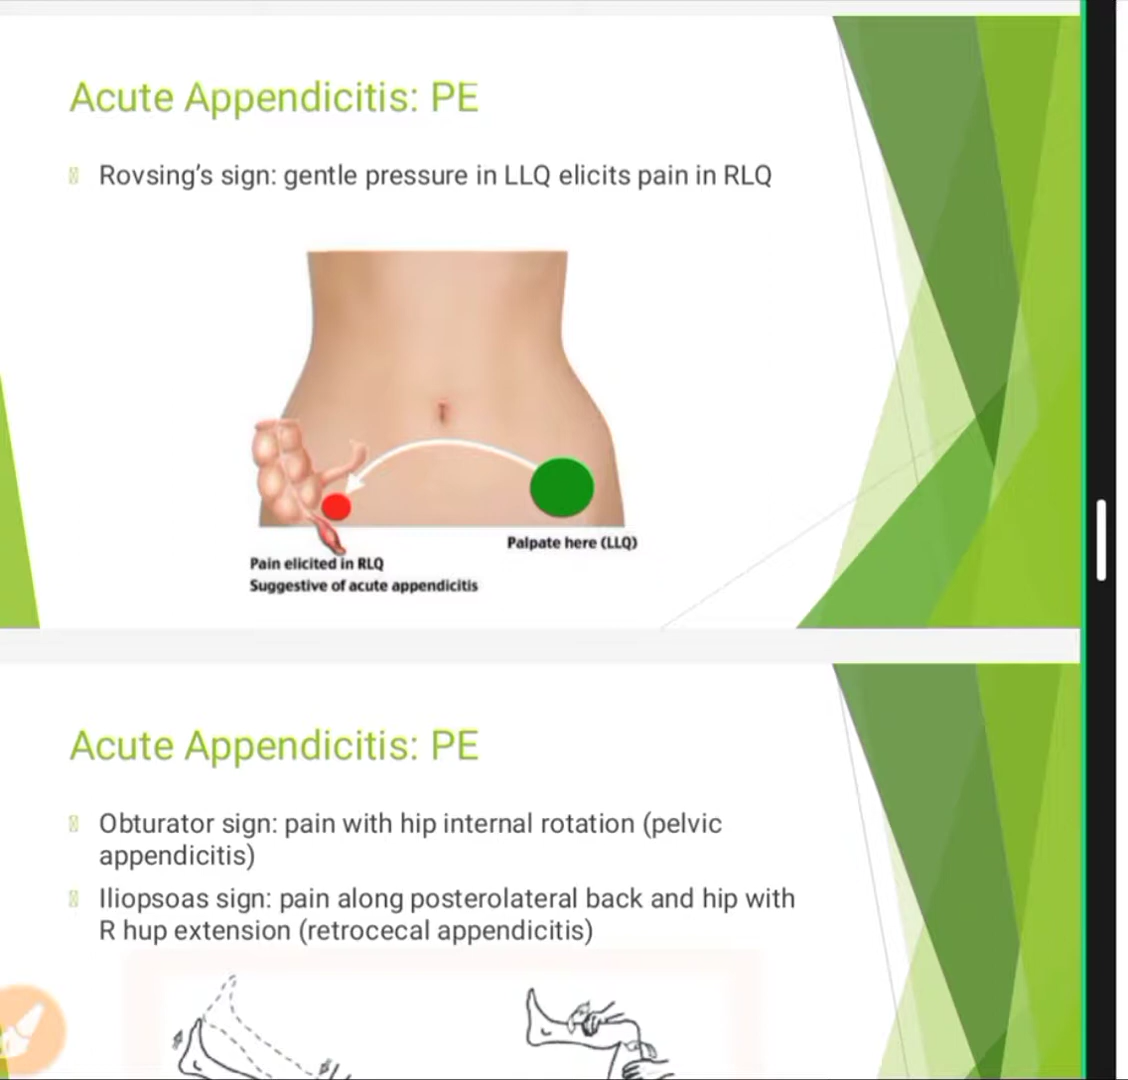 Acute Appendicitis: PE
Rovsing's sign: gentle pressure in LLQ elicits pain in RLQ
Palpate here (LLQ)
Pain elicited in RLQ
Suggestive of acute appendicitis
Acute Appendicitis: PE
Obturator sign: pain with hip internal rotation (pelvic
appendicitis)
Iliopsoas sign: pain along posterolateral back and hip with
R hup extension (retrocecal appendicitis)